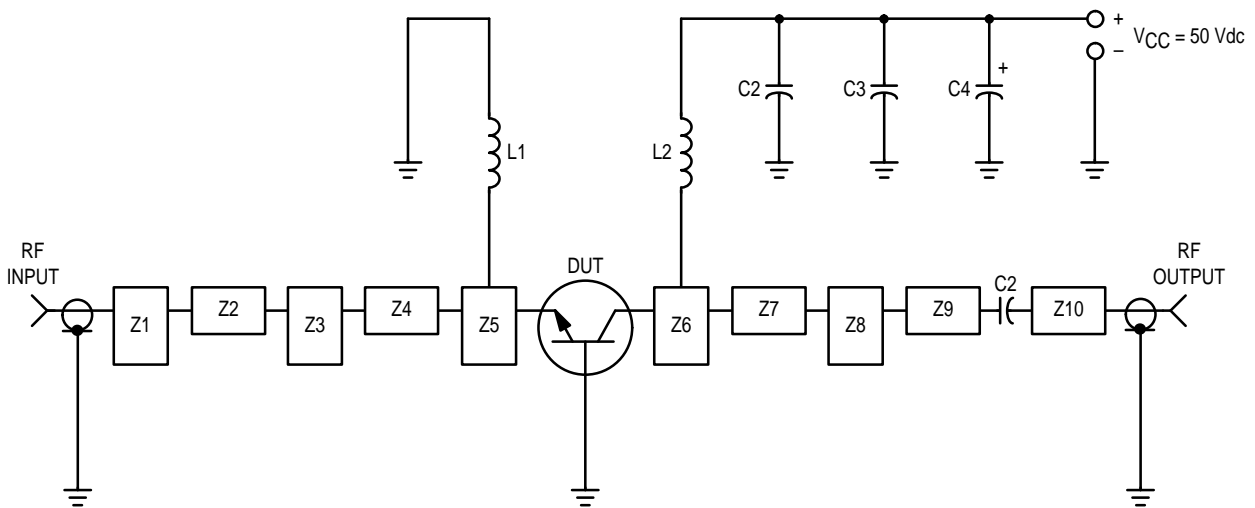 +
VCC = 50 Vdc
–
C2
C3
C4
+
L1
L2
RF
INPUT
DUT
RF
OUTPUT
C2
Z1
Z2
Z3
Z4
Z5
Z6
Z7
Z8
Z9
Z10